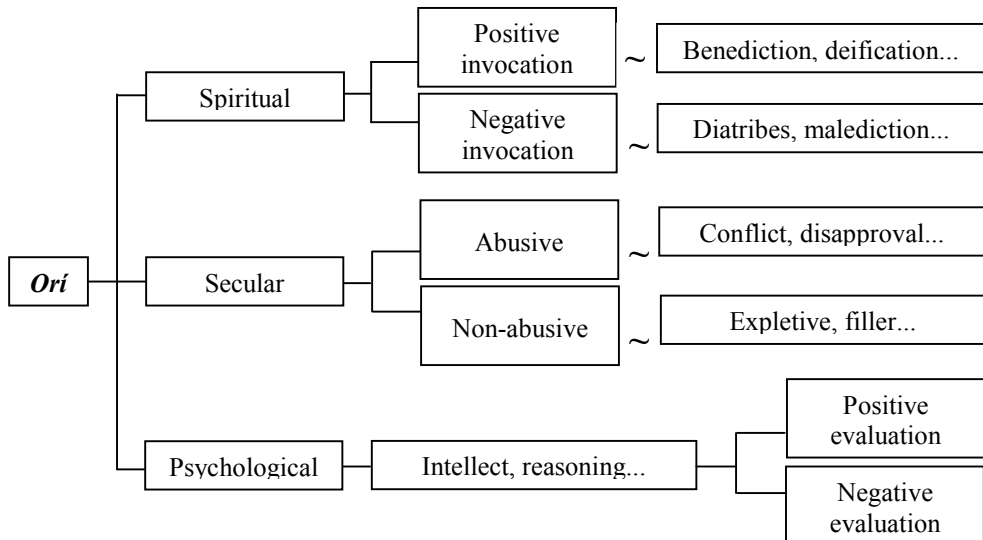 Positive
invocation
~
Benediction, deification...
Spiritual
Negative
invocation
~
Diatribes, malediction...
Abusive
~
Conflict, disapproval...
Orí
Secular
Non-abusive
~
Expletive, filler...
Positive
evaluation
Psychological
Intellect, reasoning...
Negative
evaluation